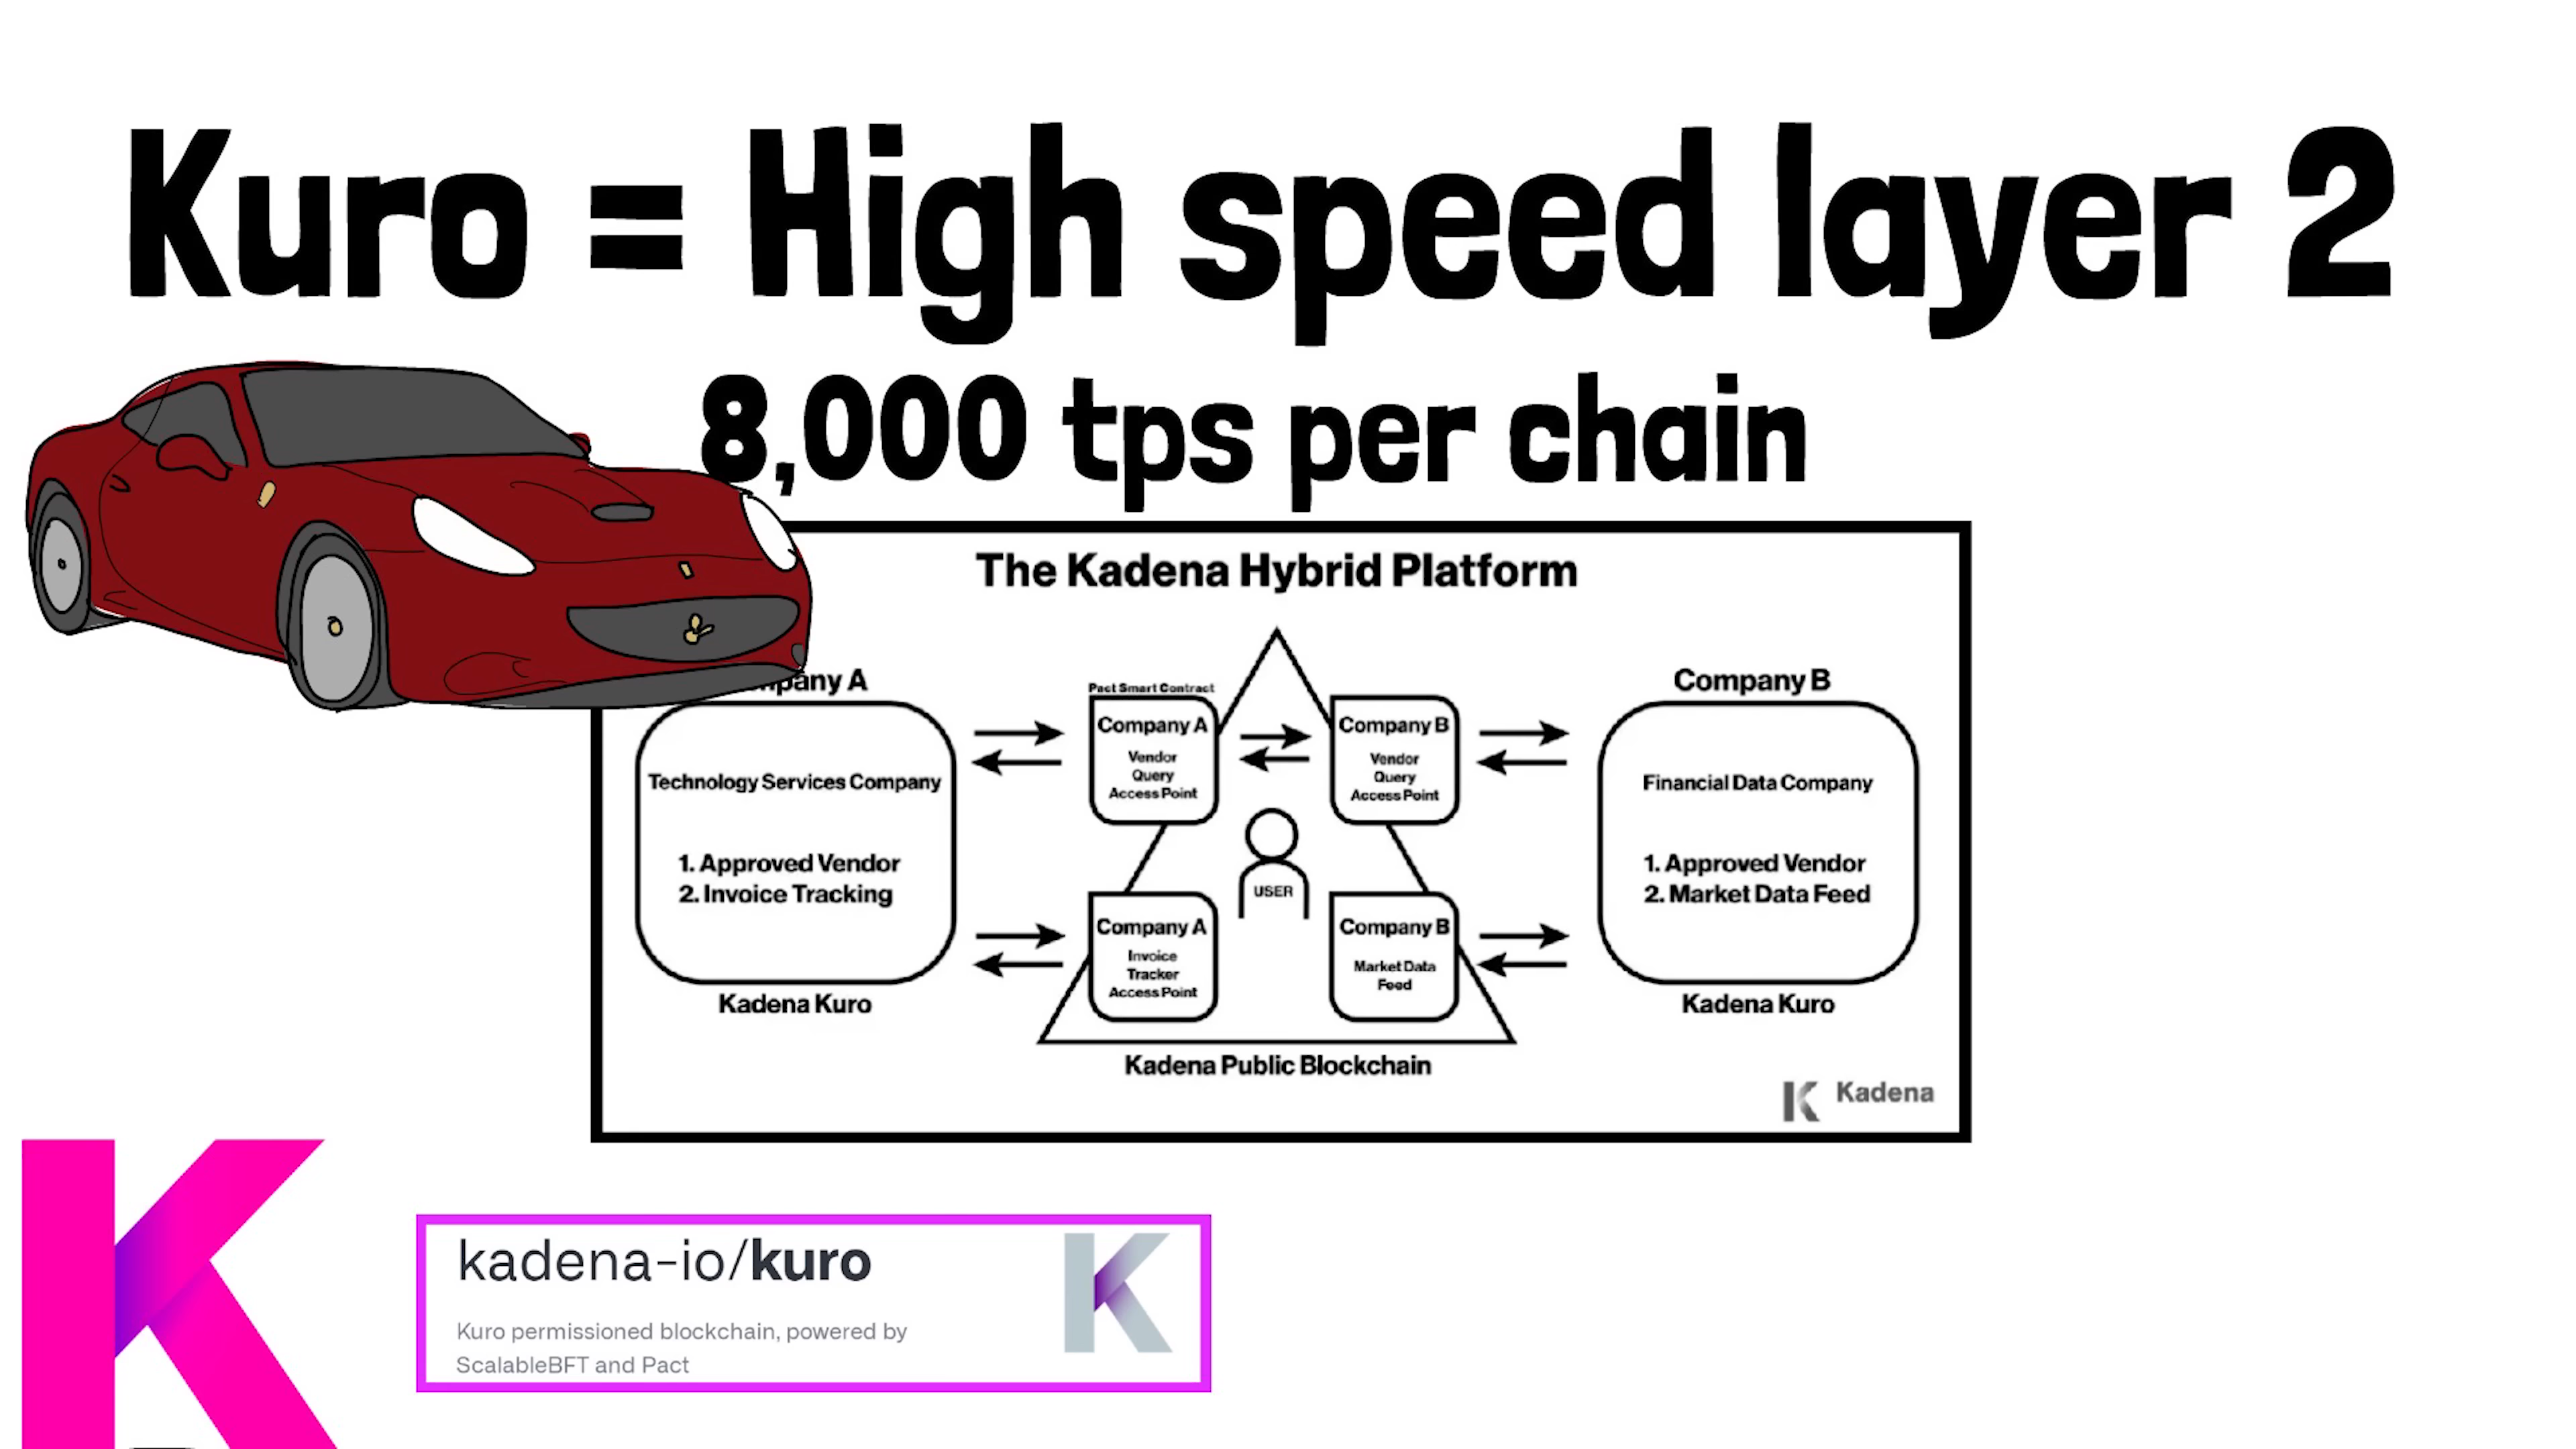 Kuro = High speed layer 2
8,000 tps per chain
The Kadena Hybrid Platform
A
Technology Services Company
1. Approved Vendor
2. Invoice Tracking
Kadena Kuro
Pact Smart Contract
Company A
Vendor
Query
Access Point
Company B
Vendor
Query
Access Point
USER
Company A
Invoice
Tracker
Access Point
Company B
Market Data
Feed
Kadena Public Blockchain
Company B
Financial Data Company
1. Approved Vendor
2. Market Data Feed
Kadena Kuro
Kadena
kadena-io/kuro
Kuro permissioned blockchain, powered by
ScalableBFT and Pact